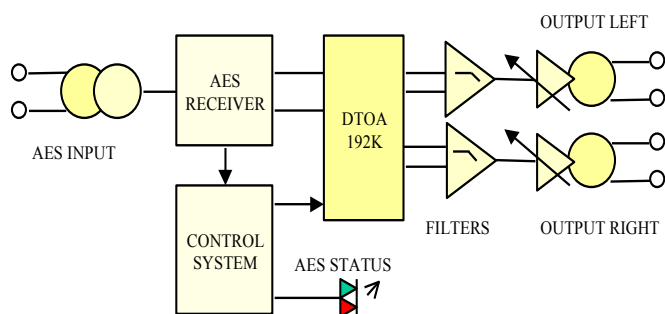 OUTPUT LEFT
AES
RECEIVER
DTOA
192K
AES INPUT
CONTROL
SYSTEM
AES STATUS
FILTERS
OUTPUT RIGHT